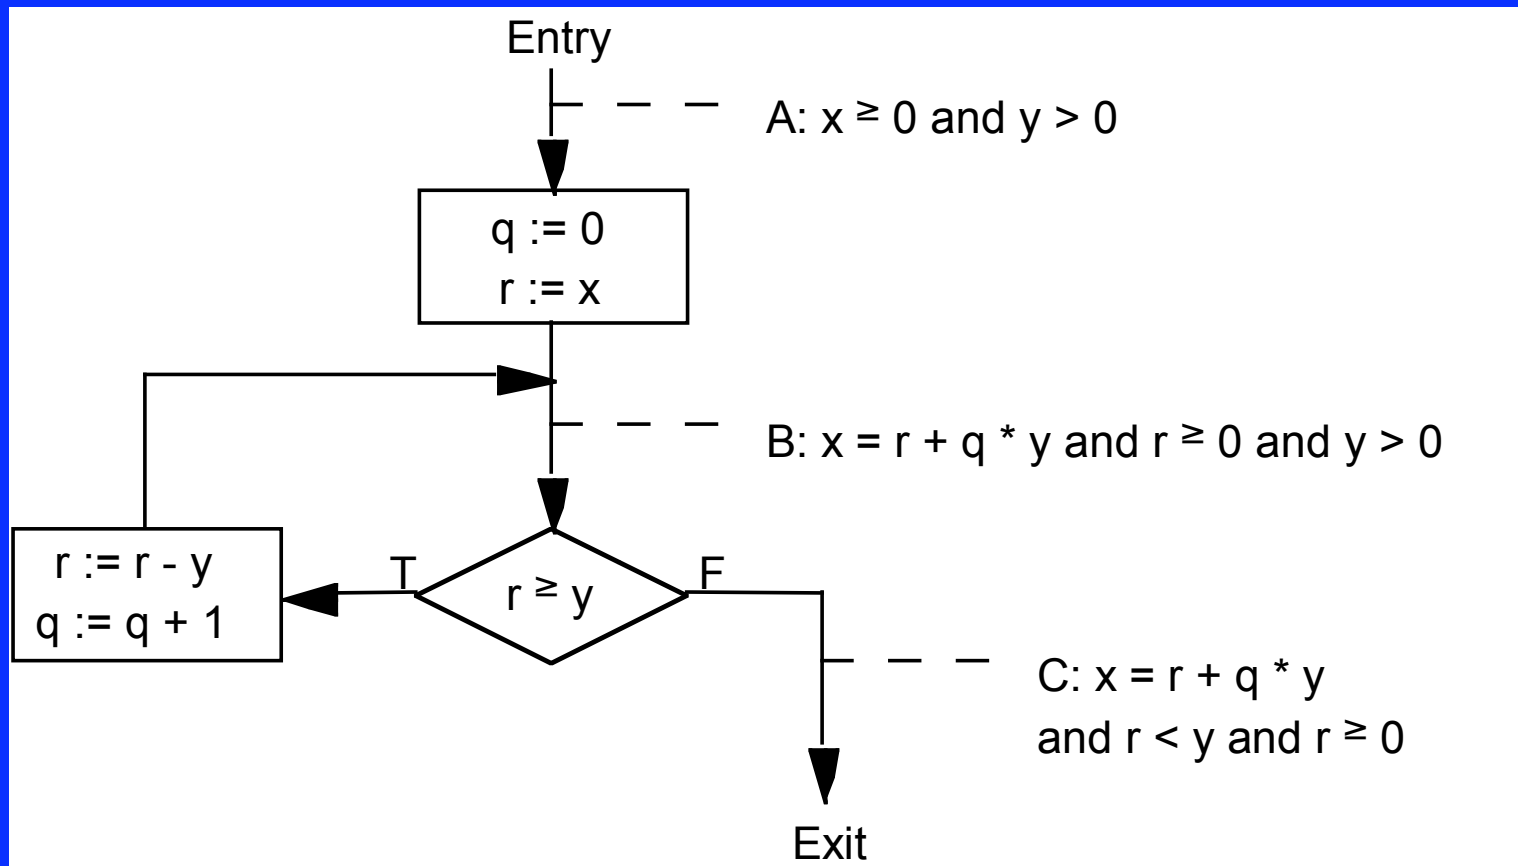 Entry
A: x ≥ 0 and y > 0
q := 0
r := x
B: x = r + q * y and r ≥ 0 and y > 0
r := r - y
q := q + 1
T
r ≥ y
F
C: x = r + q * y
and r < y and r ≥ 0
Exit